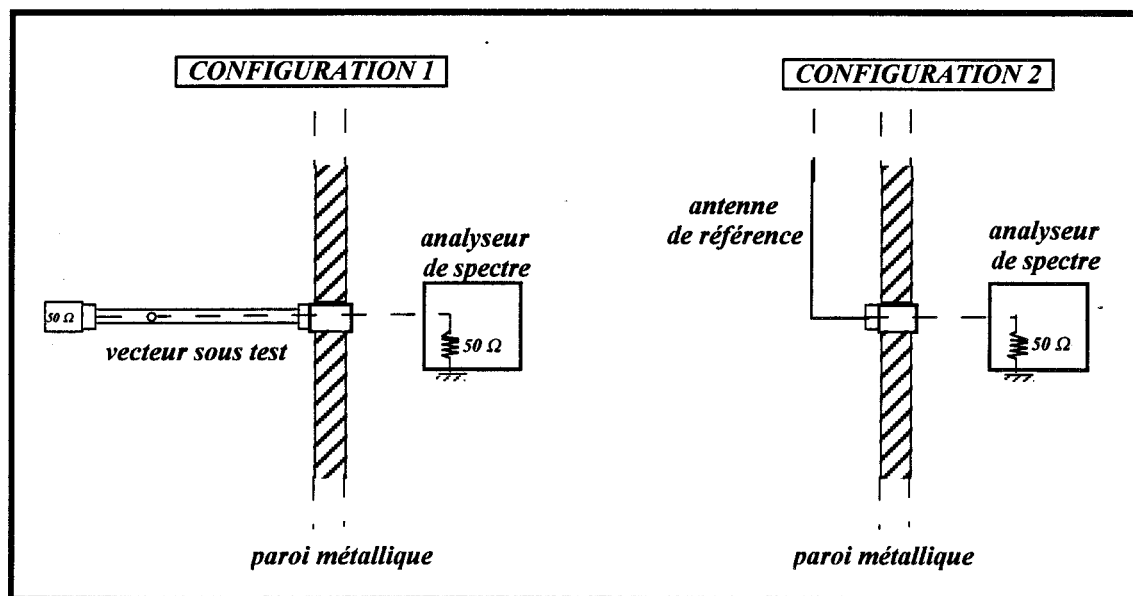 CONFIGURATION 1
analyseur
de spectre
50 Ω
50 Ω
vecteur sous test
paroi métallique
CONFIGURATION 2
antenne
de référence
analyseur
de spectre
50 Ω
paroi métallique